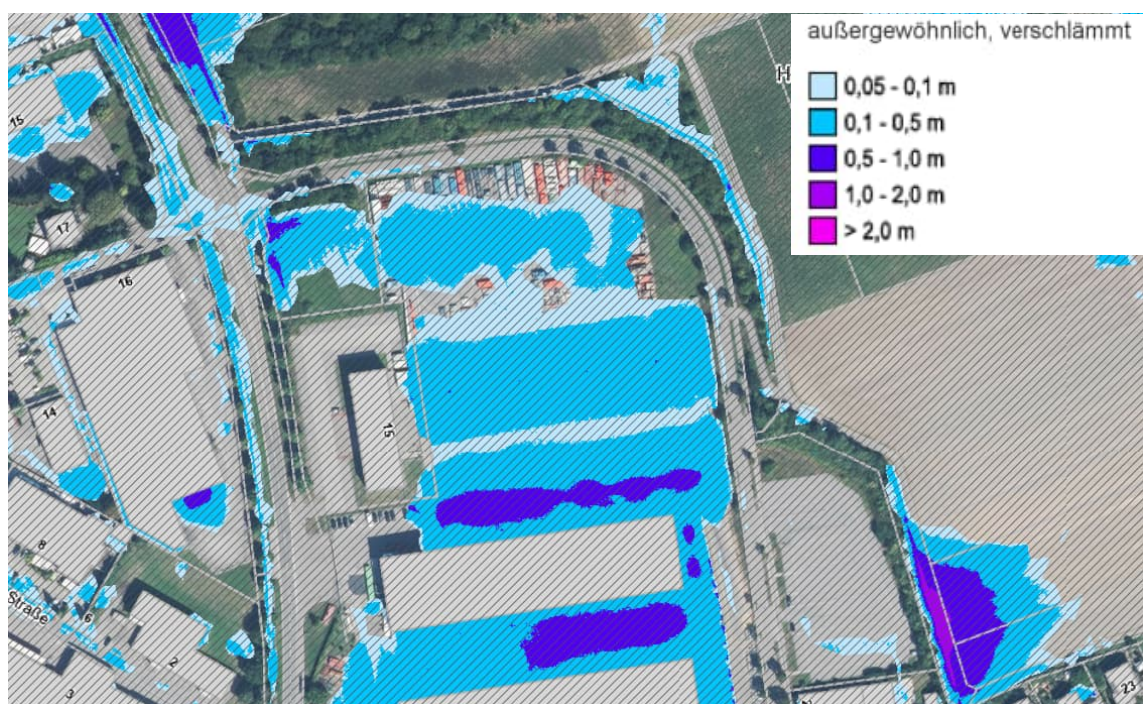 außergewöhnlich, verschlämmt
0,05 - 0,1 m
0,1 - 0,5 m
0,5 - 1,0 m
1,0 - 2,0 m
> 2,0 m
H
15
17
16
15
14
8
Straße
6
2
3
23